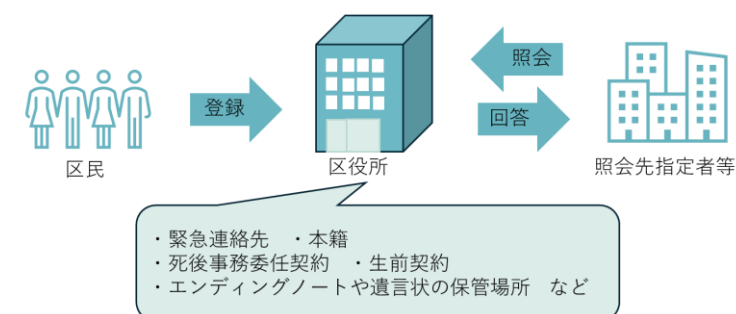 照会
登録
回答
区民
区役所
照会先指定者等
・緊急連絡先　・本籍
・死後事務委任契約　・生前契約
・エンディングノートや遺言状の保管場所　など